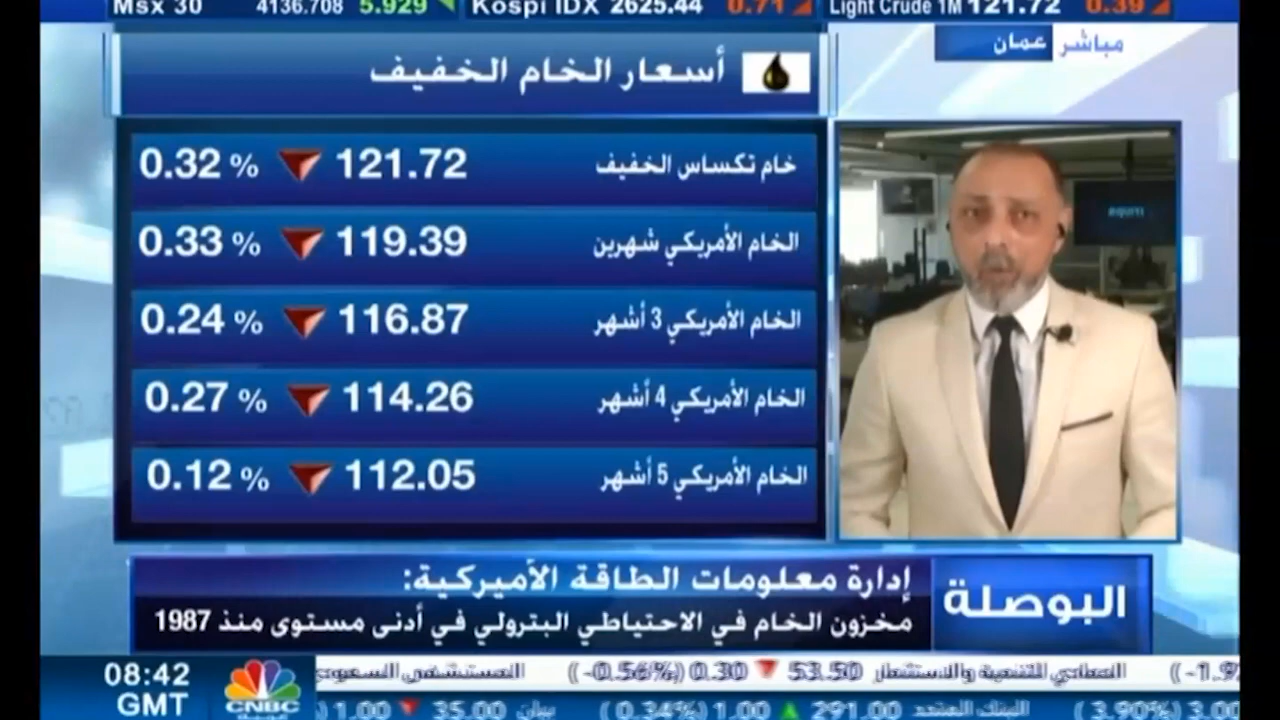 Msx 30 4136.708 5.929 Kospi IDX 2625.44 0.71 Light Crude 1M 121.72 0.39
مباشر عمان
أسعار الخام الخفيف
خام تكساس الخفيف 121.72 0.32 %
الخام الأمريكي شهرين 119.39 0.33 %
الخام الأمريكي 3 أشهر 116.87 0.24 %
الخام الأمريكي 4 أشهر 114.26 0.27 %
الخام الأمريكي 5 أشهر 112.05 0.12 %
equiti
البوصلة
إدارة معلومات الطاقة الأميركية:
مخزون الخام في الاحتياطي البترولي في أدنى مستوى منذ 1987
08:42
GMT
CNBC
والاستثمار 53.50 0.30 (-0.56%)
المتحد 291.00 1.00 (0.34%) بيان 35.00 1.00